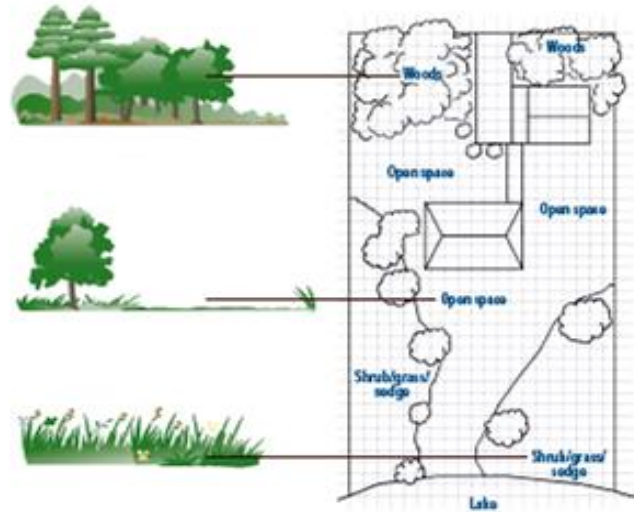 Woods
Woods
Open space
Open space
Open space
Shrub/grass/
sedge
Shrub/grass/
sedge
Lake